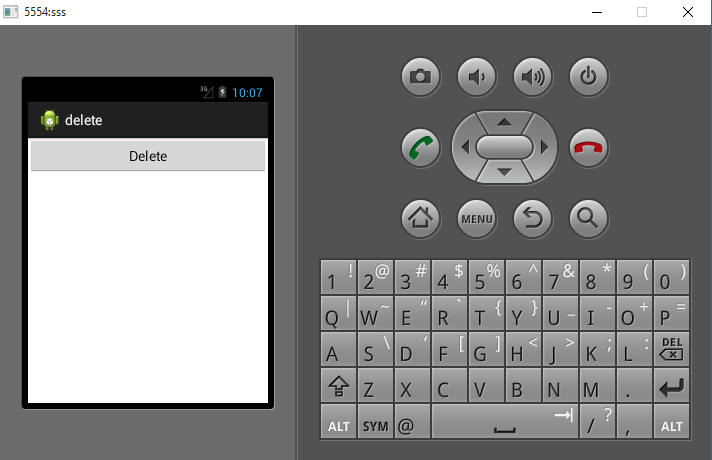 5554:sss
3G 10:07
delete
Delete
MENU
1 ! 2 @ 3 # 4 $ 5 % 6 ^ 7 & 8 * 9 ( 0 )
Q | W ~ E “ R ` T { Y } U _ I - O + P =
A S \ D ‘ F [ G ] H < J > K ; L : DEL
Z X C V B N M .
ALT SYM @ / ? , ALT